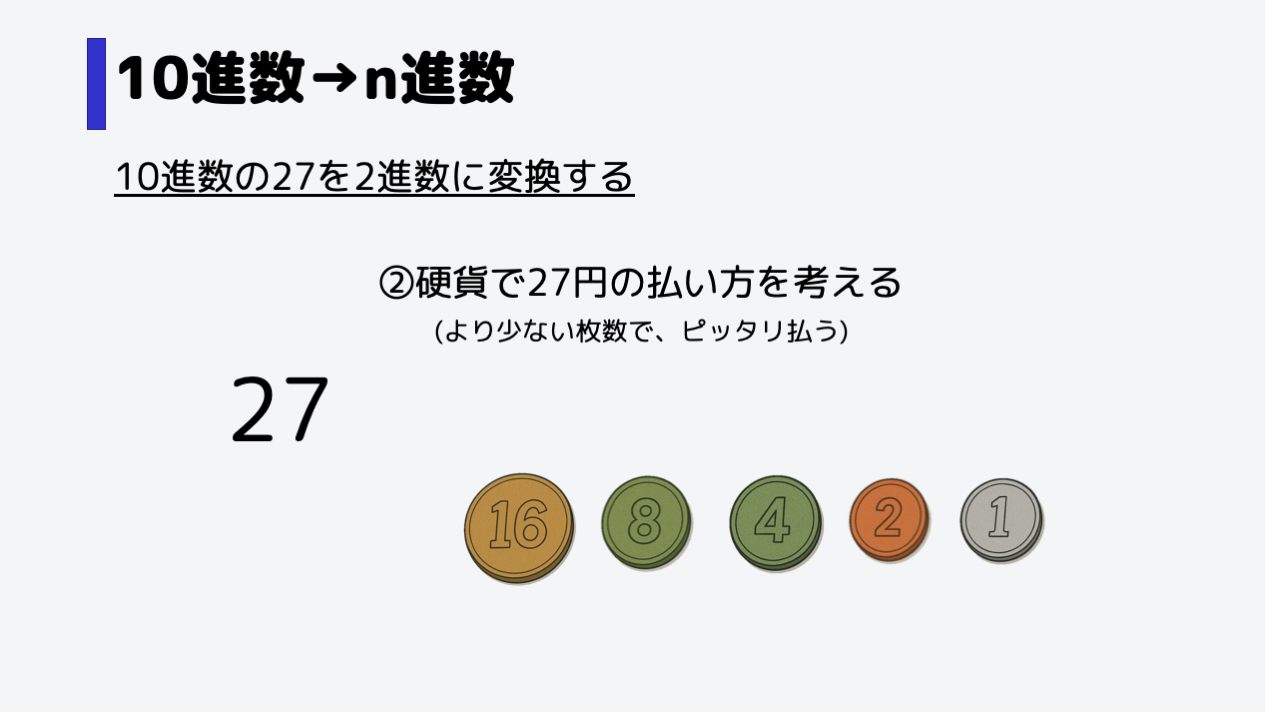 10進数→n進数
10進数の27を2進数に変換する
②硬貨で27円の払い方を考える
(より少ない枚数で、ピッタリ払う)
27
16 8 4 2 1